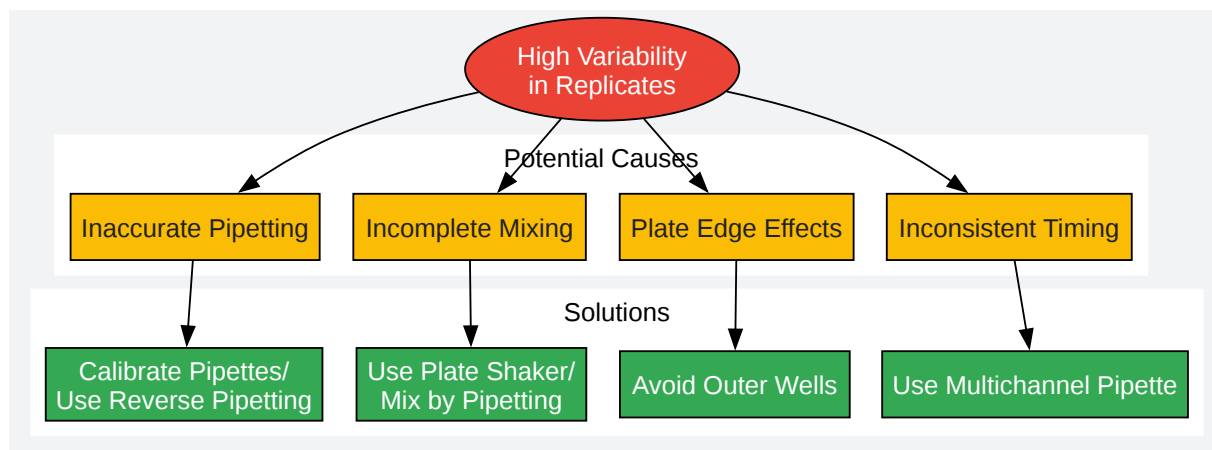 High Variability
in Replicates
Potential Causes
Inaccurate Pipetting
Incomplete Mixing
Plate Edge Effects
Inconsistent Timing
Solutions
Calibrate Pipettes/
Use Reverse Pipetting
Use Plate Shaker/
Mix by Pipetting
Avoid Outer Wells
Use Multichannel Pipette